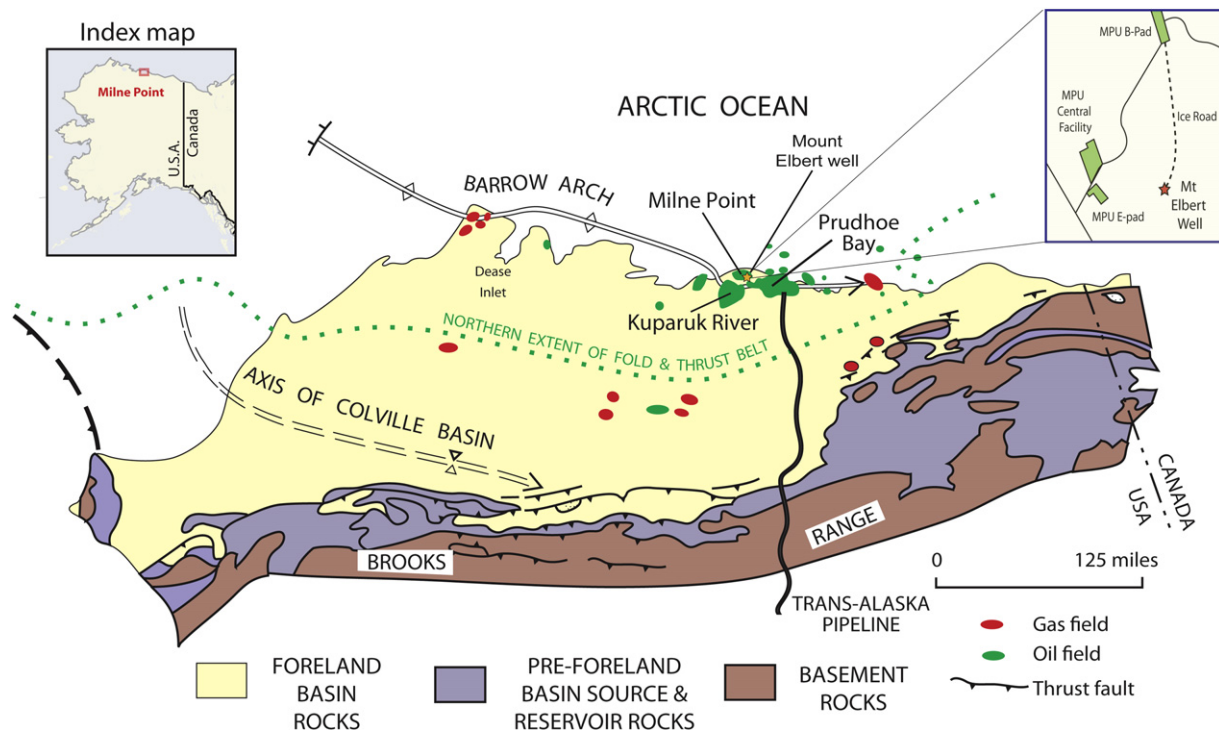 Index map
Milne Point
U.S.A.
Canada
ARCTIC OCEAN
Mount
Elbert well
BARROW ARCH
Milne Point
Prudhoe
Bay
Dease
Inlet
Kuparuk River
NORTHERN EXTENT OF FOLD & THRUST BELT
AXIS OF COLVILLE BASIN
MPU B-Pad
MPU
Central
Facility
Ice Road
Mt
Elbert
Well
MPU E-pad
CANADA
USA
BROOKS
RANGE
0
125 miles
TRANS-ALASKA
PIPELINE
Gas field
Oil field
Thrust fault
FORELAND
BASIN
ROCKS
PRE-FORELAND
BASIN SOURCE &
RESERVOIR ROCKS
BASEMENT
ROCKS